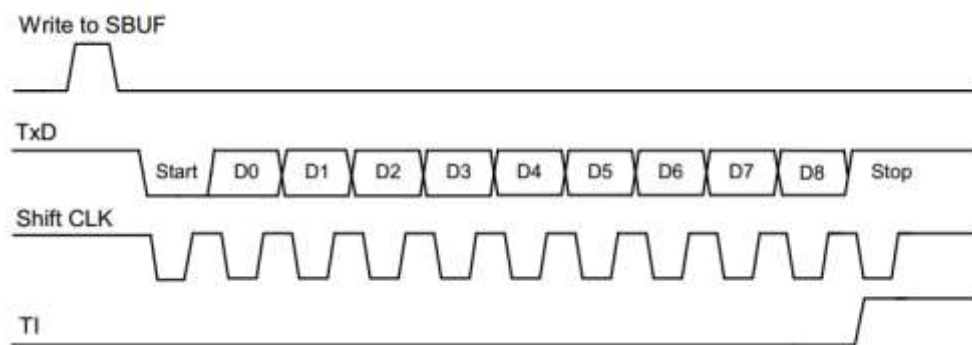 Write to SBUF
TxD
Start D0 D1 D2 D3 D4 D5 D6 D7 D8 Stop
Shift CLK
TI